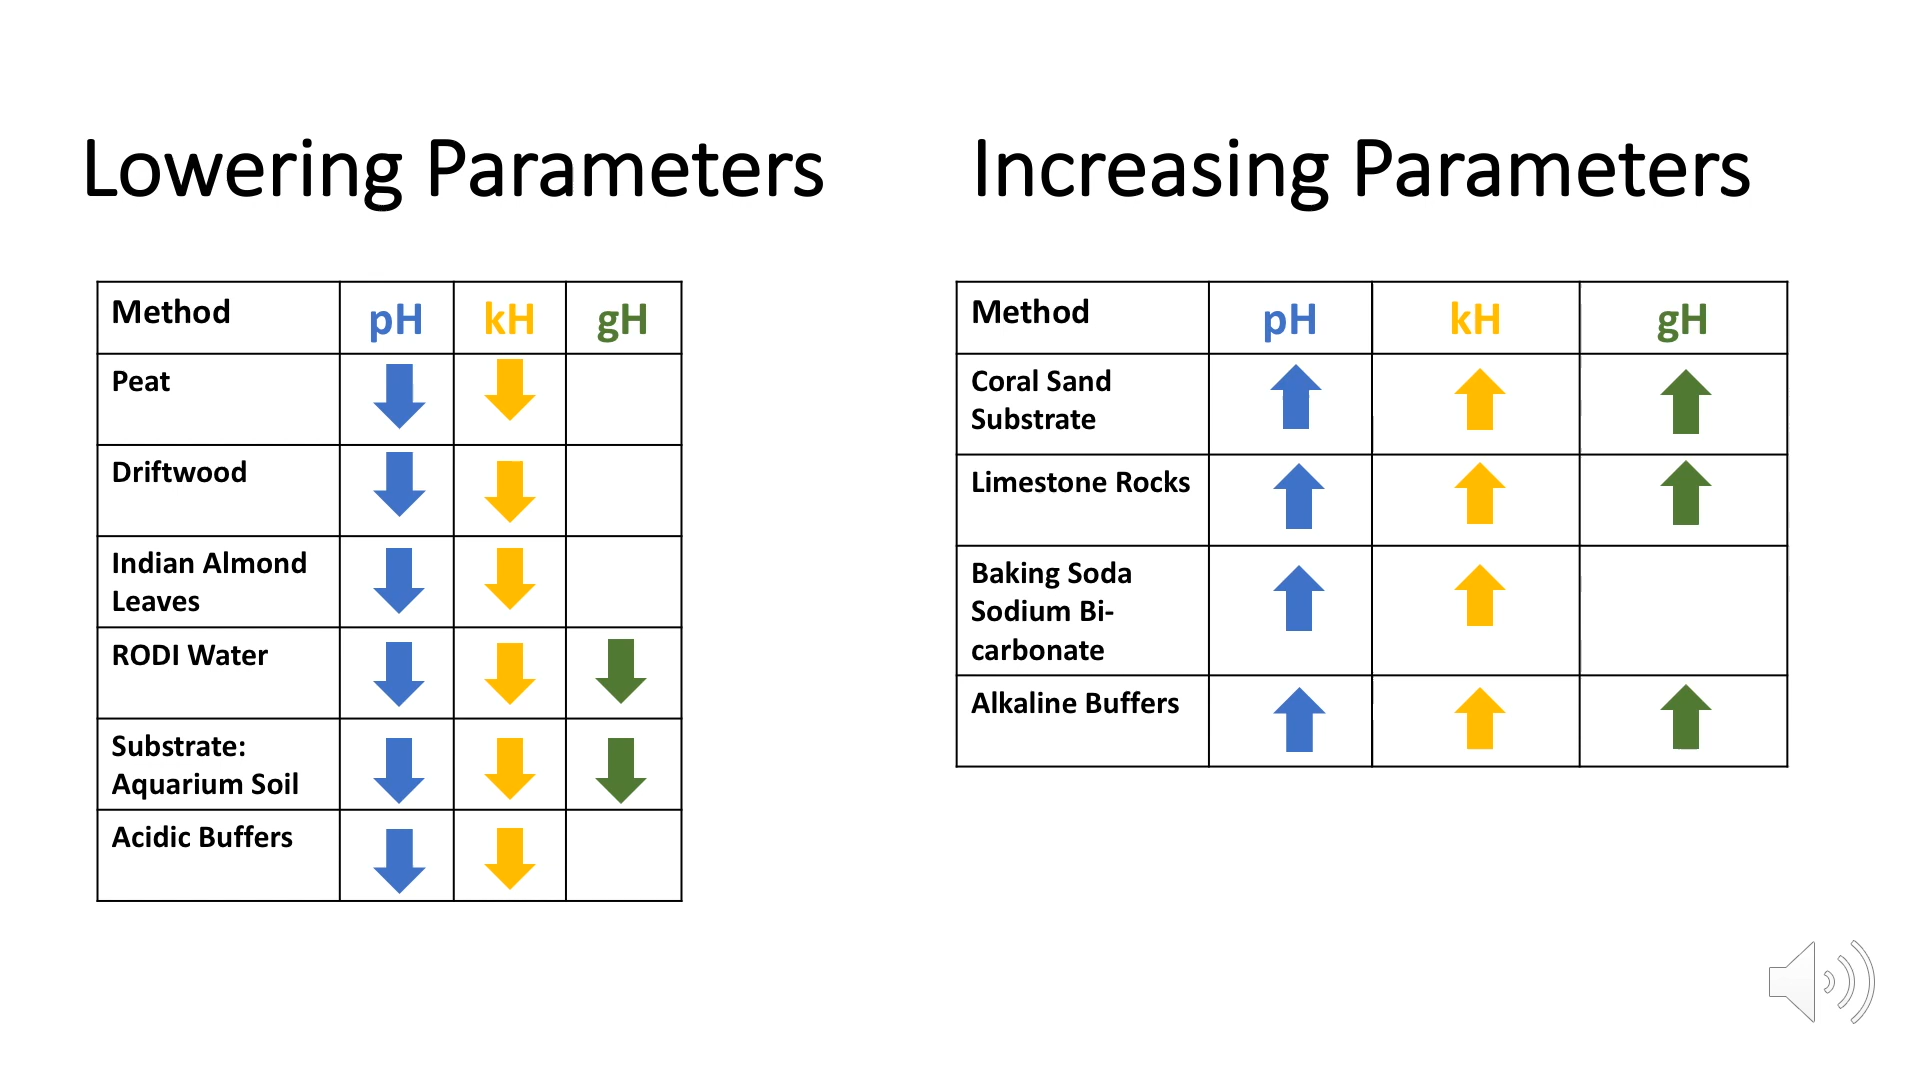 Lowering Parameters
Increasing Parameters
Method pH kH gH
Peat
Driftwood
Indian Almond
Leaves
RODI Water
Substrate:
Aquarium Soil
Acidic Buffers
Method pH kH gH
Coral Sand
Substrate
Limestone Rocks
Baking Soda
Sodium Bi-
carbonate
Alkaline Buffers